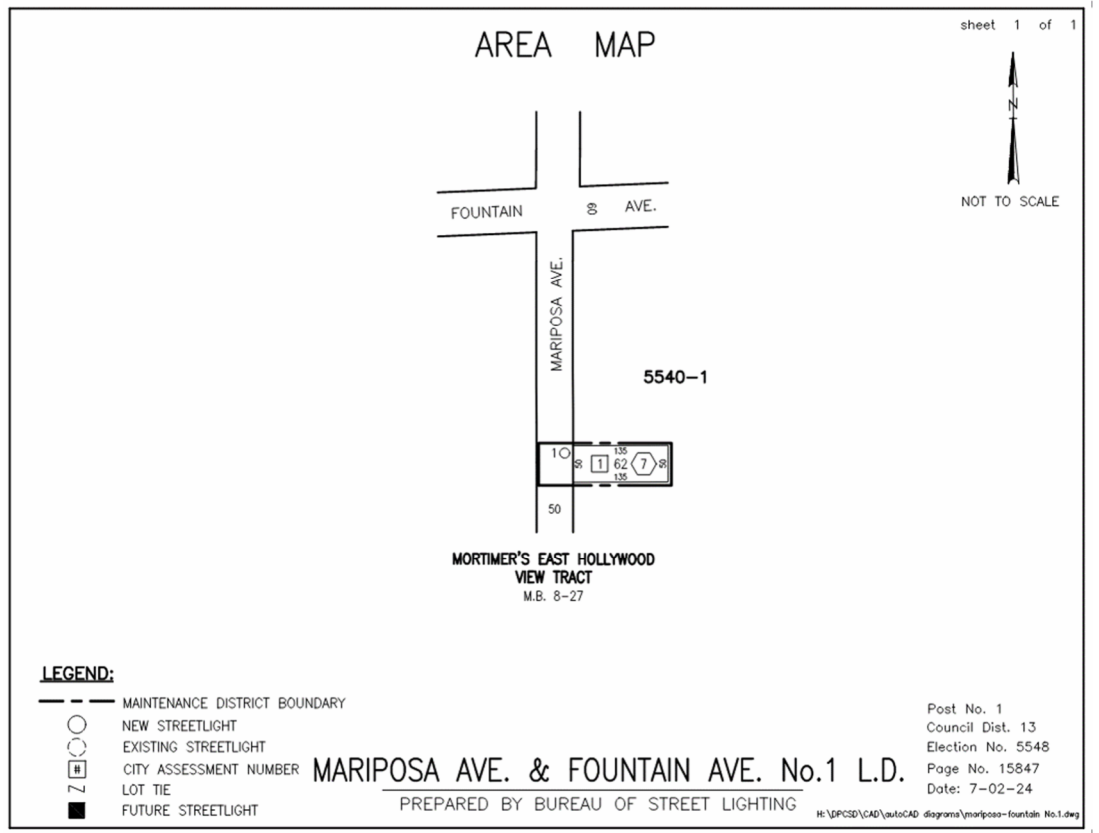 sheet 1 of 1
AREA MAP
N
NOT TO SCALE
FOUNTAIN 60 AVE.
MARIPOSA AVE.
5540-1
1
135
50 1 62 7 50
135
50
MORTIMER'S EAST HOLLYWOOD
VIEW TRACT
M.B. 8-27
LEGEND:
MAINTENANCE DISTRICT BOUNDARY
NEW STREETLIGHT
EXISTING STREETLIGHT
# CITY ASSESSMENT NUMBER
LOT TIE
FUTURE STREETLIGHT
MARIPOSA AVE. & FOUNTAIN AVE. No.1 L.D.
PREPARED BY BUREAU OF STREET LIGHTING
Post No. 1
Council Dist. 13
Election No. 5548
Page No. 15847
Date: 7-02-24
H:\DPCSD\CAD\autoCAD diagrams\mariposa-fountain No.1.dwg